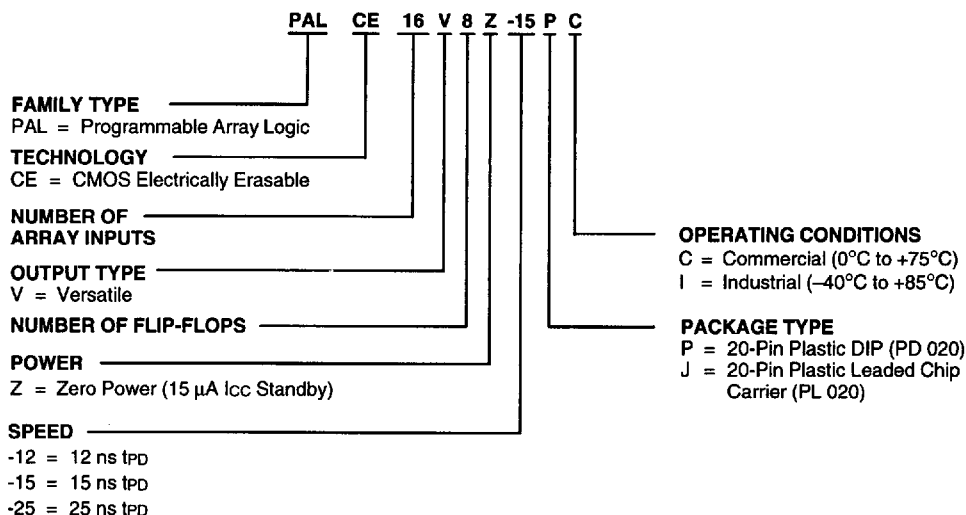 PAL CE 16 V 8 Z -15 P C
FAMILY TYPE
PAL = Programmable Array Logic
TECHNOLOGY
CE = CMOS Electrically Erasable
NUMBER OF
ARRAY INPUTS
OUTPUT TYPE
V = Versatile
NUMBER OF FLIP-FLOPS
POWER
Z = Zero Power (15 µA Icc Standby)
SPEED
-12 = 12 ns tPD
-15 = 15 ns tPD
-25 = 25 ns tPD
OPERATING CONDITIONS
C = Commercial (0°C to +75°C)
I = Industrial (–40°C to +85°C)
PACKAGE TYPE
P = 20-Pin Plastic DIP (PD 020)
J = 20-Pin Plastic Leaded Chip
Carrier (PL 020)